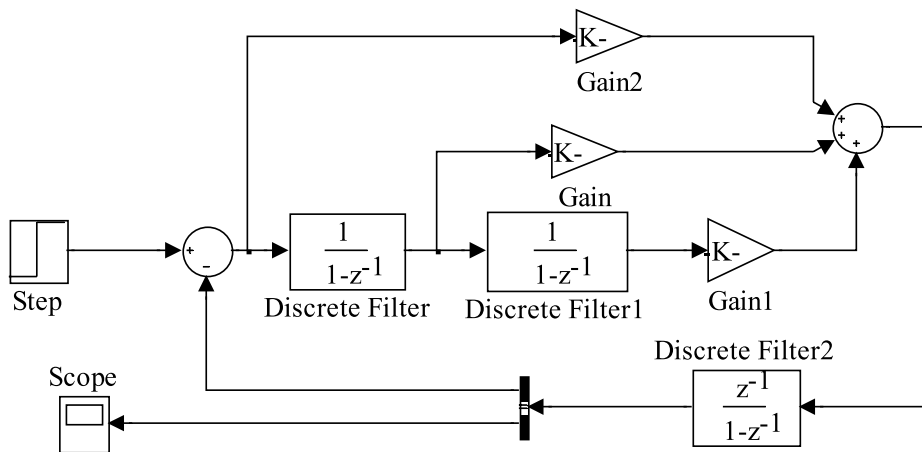 K-
Gain2
+
+
+
K-
Gain
Step
+
-
1
1-z-1
Discrete Filter
1
1-z-1
Discrete Filter1
K-
Gain1
Discrete Filter2
z-1
1-z-1
Scope